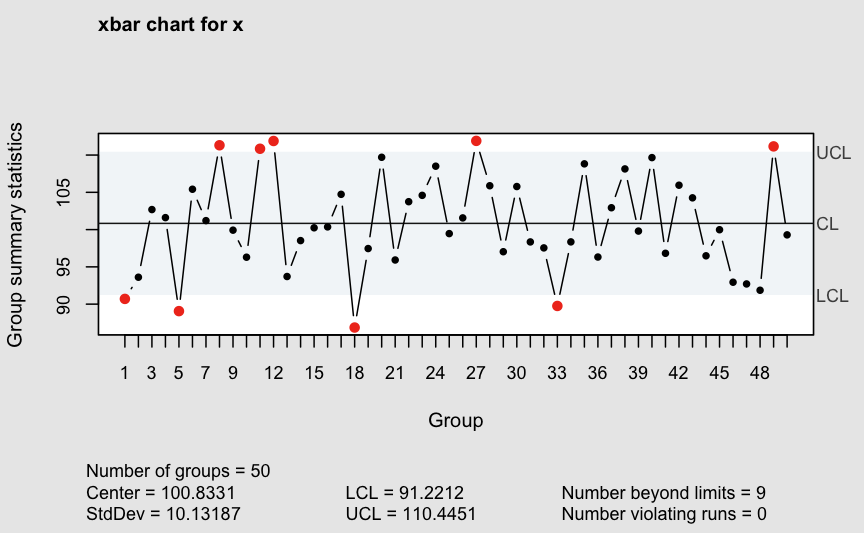 xbar chart for x
Group summary statistics
105
95
90
UCL
CL
LCL
1 3 5 7 9 12 15 18 21 24 27 30 33 36 39 42 45 48
Group
Number of groups = 50
Center = 100.8331 LCL = 91.2212 Number beyond limits = 9
StdDev = 10.13187 UCL = 110.4451 Number violating runs = 0